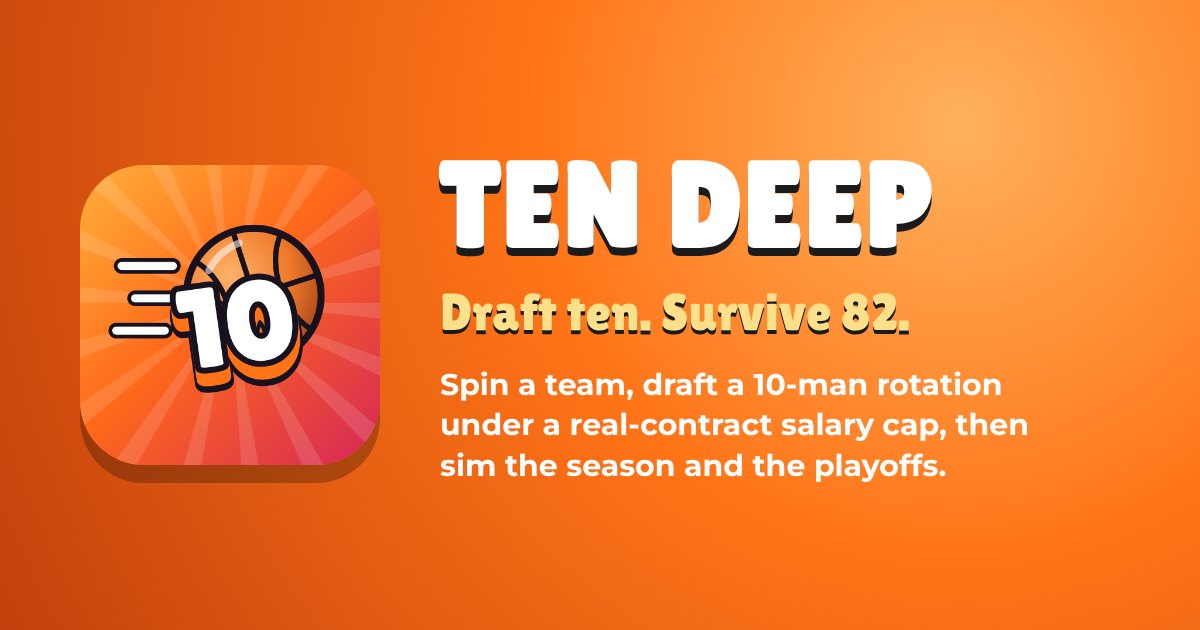 10
TEN DEEP
Draft ten. Survive 82.
Spin a team, draft a 10-man rotation
under a real-contract salary cap, then
sim the season and the playoffs.